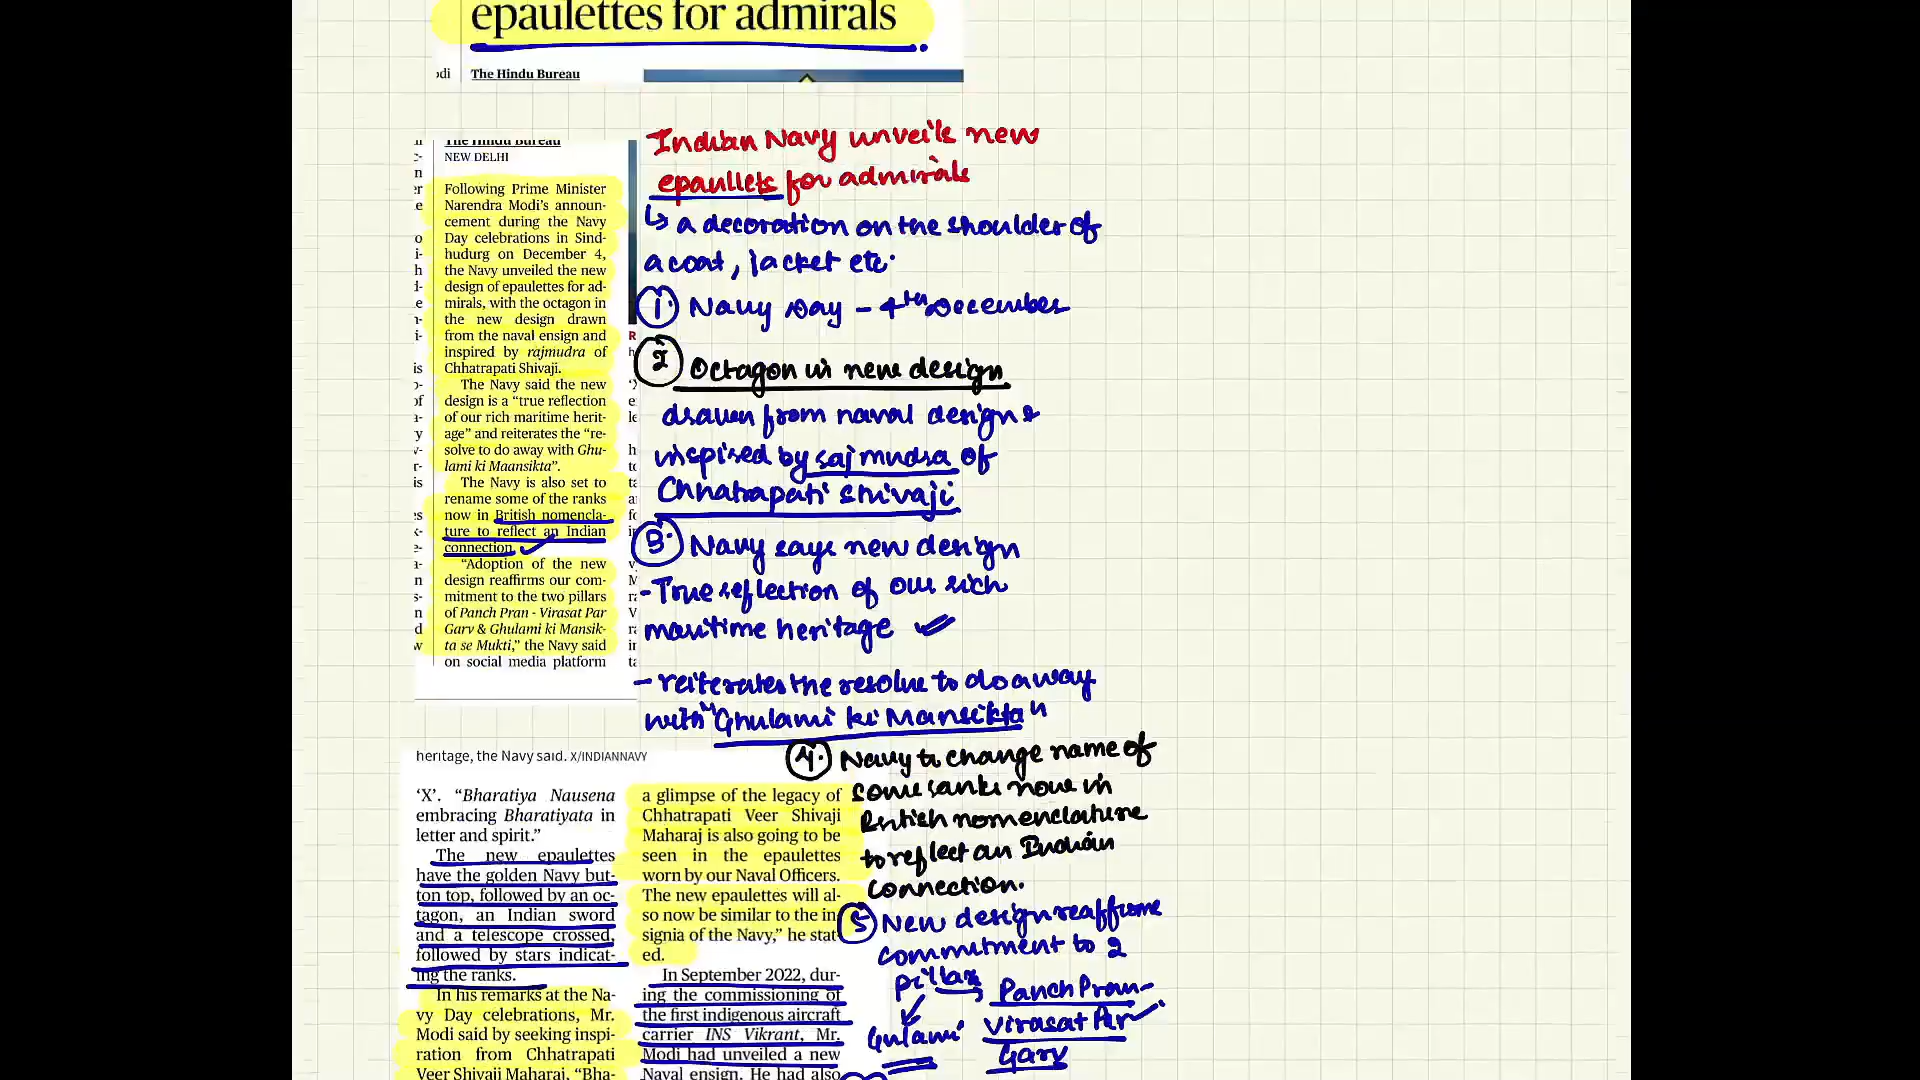 epaulettes for admirals
odi
The Hindu Bureau
The Hindu Bureau
NEW DELHI
Following Prime Minister
Narendra Modi's announ-
cement during the Navy
Day celebrations in Sind-
hudurg on December 4,
the Navy unveiled the new
design of epaulettes for ad-
mirals, with the octagon in
the new design drawn
from the naval ensign and
inspired by rajmudra of
Chhatrapati Shivaji.
The Navy said the new
design is a "true reflection
of our rich maritime herit-
age" and reiterates the "re-
solve to do away with Ghu-
lami ki Maansikta".
The Navy is also set to
rename some of the ranks
now in British nomencla-
ture to reflect an Indian
connection.
"Adoption of the new
design reaffirms our com-
mitment to the two pillars
of Panch Pran - Virasat Par
Garv & Ghulami ki Mansik-
ta se Mukti," the Navy said
on social media platform
Indian Navy unveils new
epaullets for admirals
↳ a decoration on the shoulder of
a coat, jacket etc.
1. Navy Day - 4th December
2 Octagon in new design
drawn from naval design &
inspired by rajmudra of
Chhatrapati Shivaji
3. Navy says new design
- True reflection of our rich
maritime heritage
- reiterates the resolve to do away
with "Ghulami ki Mansikta"
4. Navy to change name of
some ranks now in
British nomenclature
to reflect an Indian
connection.
5 New design reaffirms
commitment to 2
pillars → Panch Pran -
Virasat Par
Garv
Gulami
heritage, the Navy said. X/INDIANNAVY
'X'. "Bharatiya Nausena
embracing Bharatiyata in
letter and spirit."
The new epaulettes
have the golden Navy but-
ton top, followed by an oc-
tagon, an Indian sword
and a telescope crossed,
followed by stars indicat-
ing the ranks.
In his remarks at the Na-
vy Day celebrations, Mr.
Modi said by seeking inspi-
ration from Chhatrapati
Veer Shivaji Maharaj, "Bha-
a glimpse of the legacy of
Chhatrapati Veer Shivaji
Maharaj is also going to be
seen in the epaulettes
worn by our Naval Officers.
The new epaulettes will al-
so now be similar to the in-
signia of the Navy," he stat-
ed.
In September 2022, dur-
ing the commissioning of
the first indigenous aircraft
carrier INS Vikrant, Mr.
Modi had unveiled a new
Naval ensign. He had also